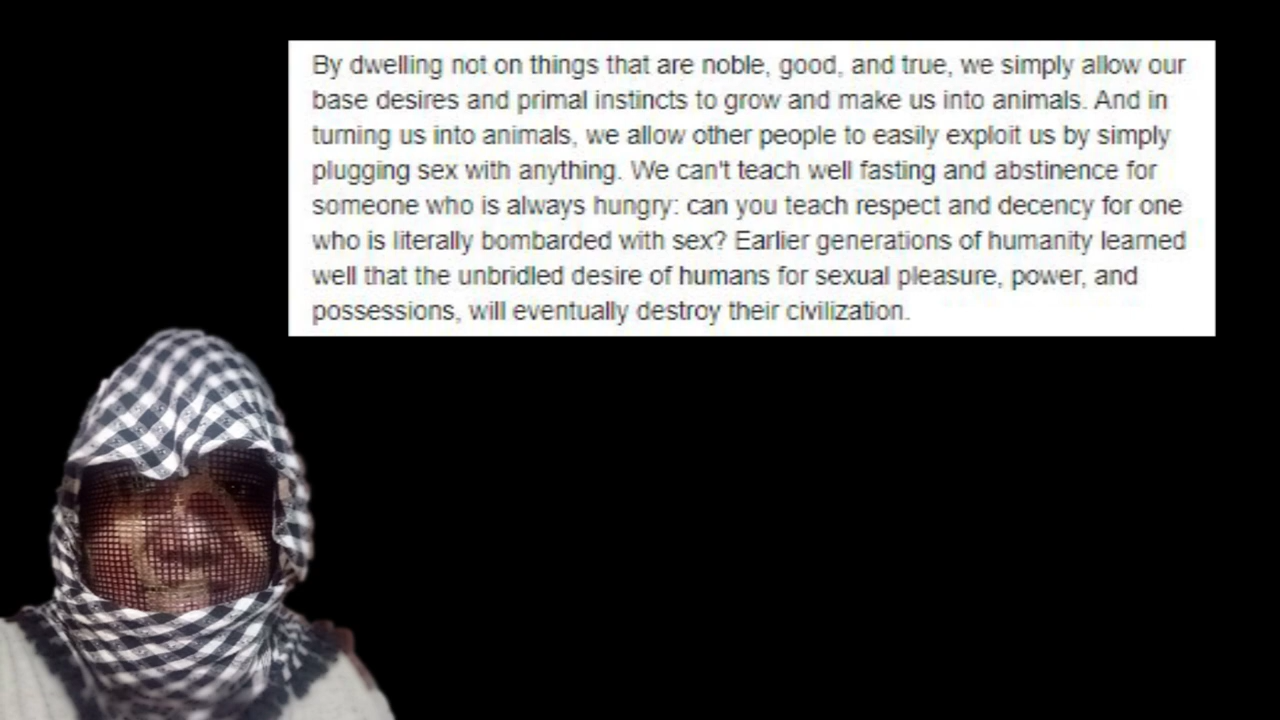 By dwelling not on things that are noble, good, and true, we simply allow our
base desires and primal instincts to grow and make us into animals. And in
turning us into animals, we allow other people to easily exploit us by simply
plugging sex with anything. We can't teach well fasting and abstinence for
someone who is always hungry: can you teach respect and decency for one
who is literally bombarded with sex? Earlier generations of humanity learned
well that the unbridled desire of humans for sexual pleasure, power, and
possessions, will eventually destroy their civilization.